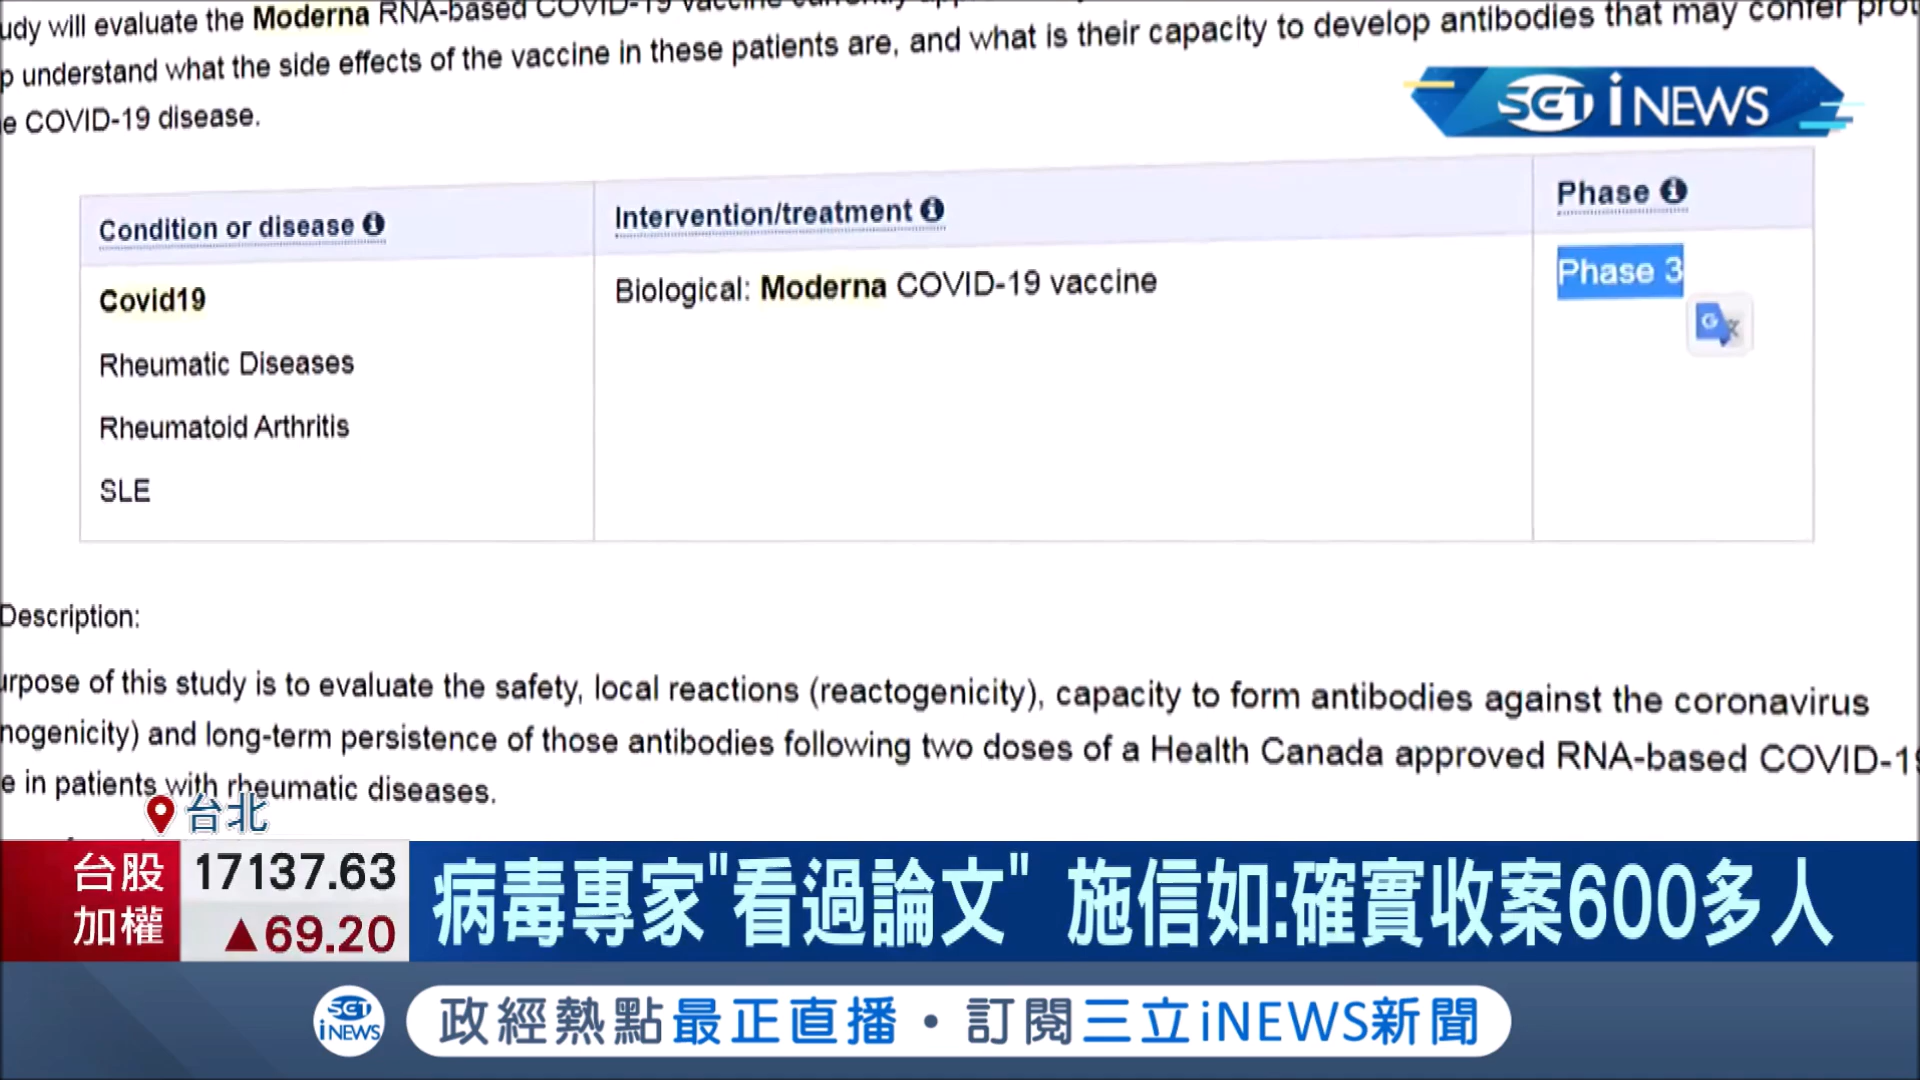 udy will evaluate the Moderna RNA-based COVID-19 vaccine currently
p understand what the side effects of the vaccine in these patients are, and what is their capacity to develop antibodies that may confer
e COVID-19 disease.
SET iNEWS
Condition or disease
Intervention/treatment
Phase
Covid19
Biological: Moderna COVID-19 vaccine
Phase 3
Rheumatic Diseases
Rheumatoid Arthritis
SLE
Description:
urpose of this study is to evaluate the safety, local reactions (reactogenicity), capacity to form antibodies against the coronavirus
nogenicity) and long-term persistence of those antibodies following two doses of a Health Canada approved RNA-based COVID-19
e in patients with rheumatic diseases.
台北
台股加權
17137.63
▲69.20
病毒專家"看過論文" 施信如:確實收案600多人
SET iNEWS
政經熱點最正直播・訂閱三立iNEWS新聞